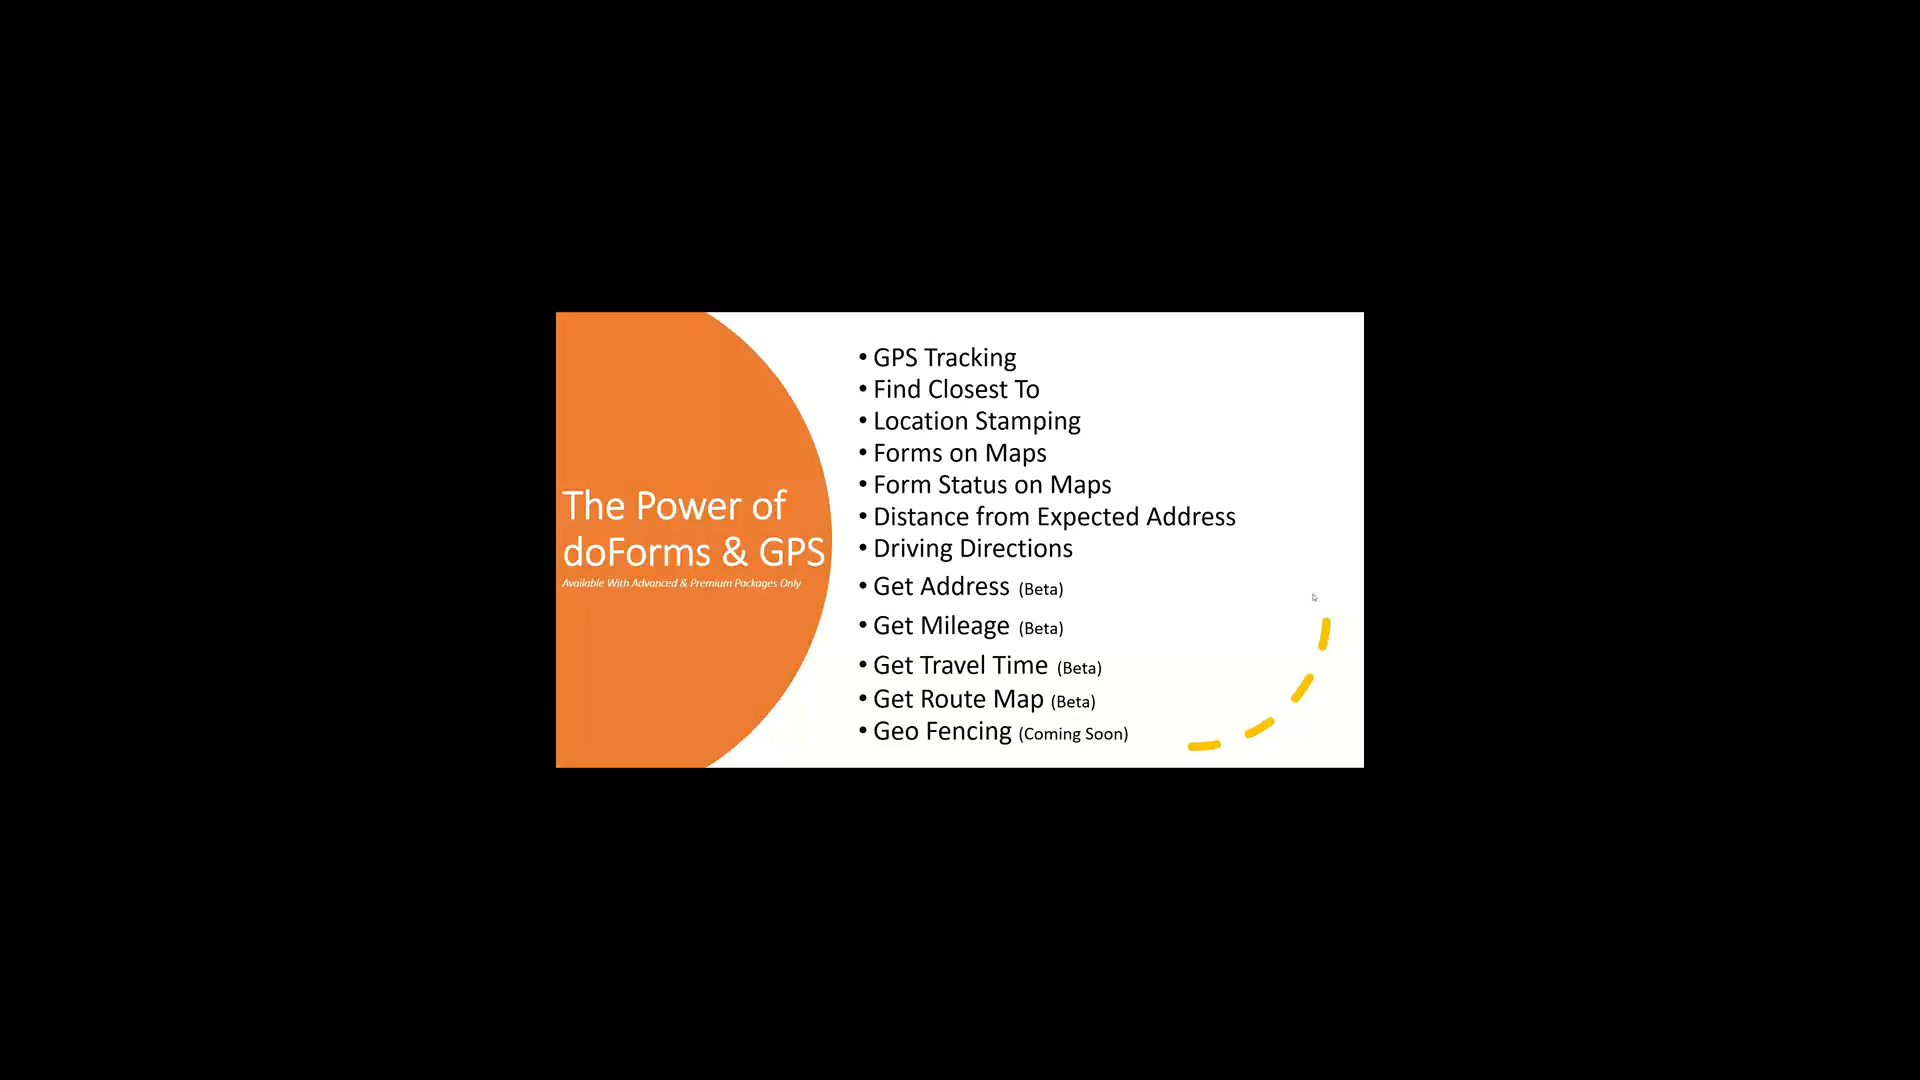 The Power of
doForms & GPS
Available With Advanced & Premium Packages Only
• GPS Tracking
• Find Closest To
• Location Stamping
• Forms on Maps
• Form Status on Maps
• Distance from Expected Address
• Driving Directions
• Get Address (Beta)
• Get Mileage (Beta)
• Get Travel Time (Beta)
• Get Route Map (Beta)
• Geo Fencing (Coming Soon)